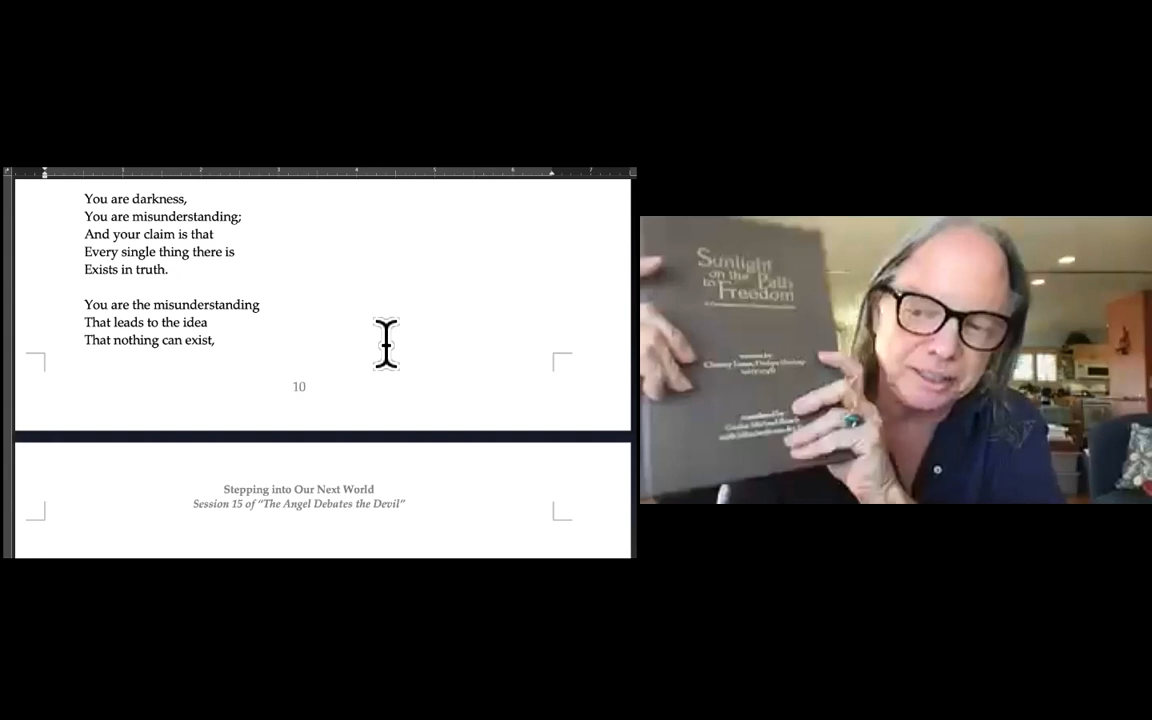 You are darkness,
You are misunderstanding;
And your claim is that
Every single thing there is
Exists in truth.
You are the misunderstanding
That leads to the idea
That nothing can exist,
10
Stepping into Our Next World
Session 15 of “The Angel Debates the Devil”
Sunlight
on the Path
to Freedom